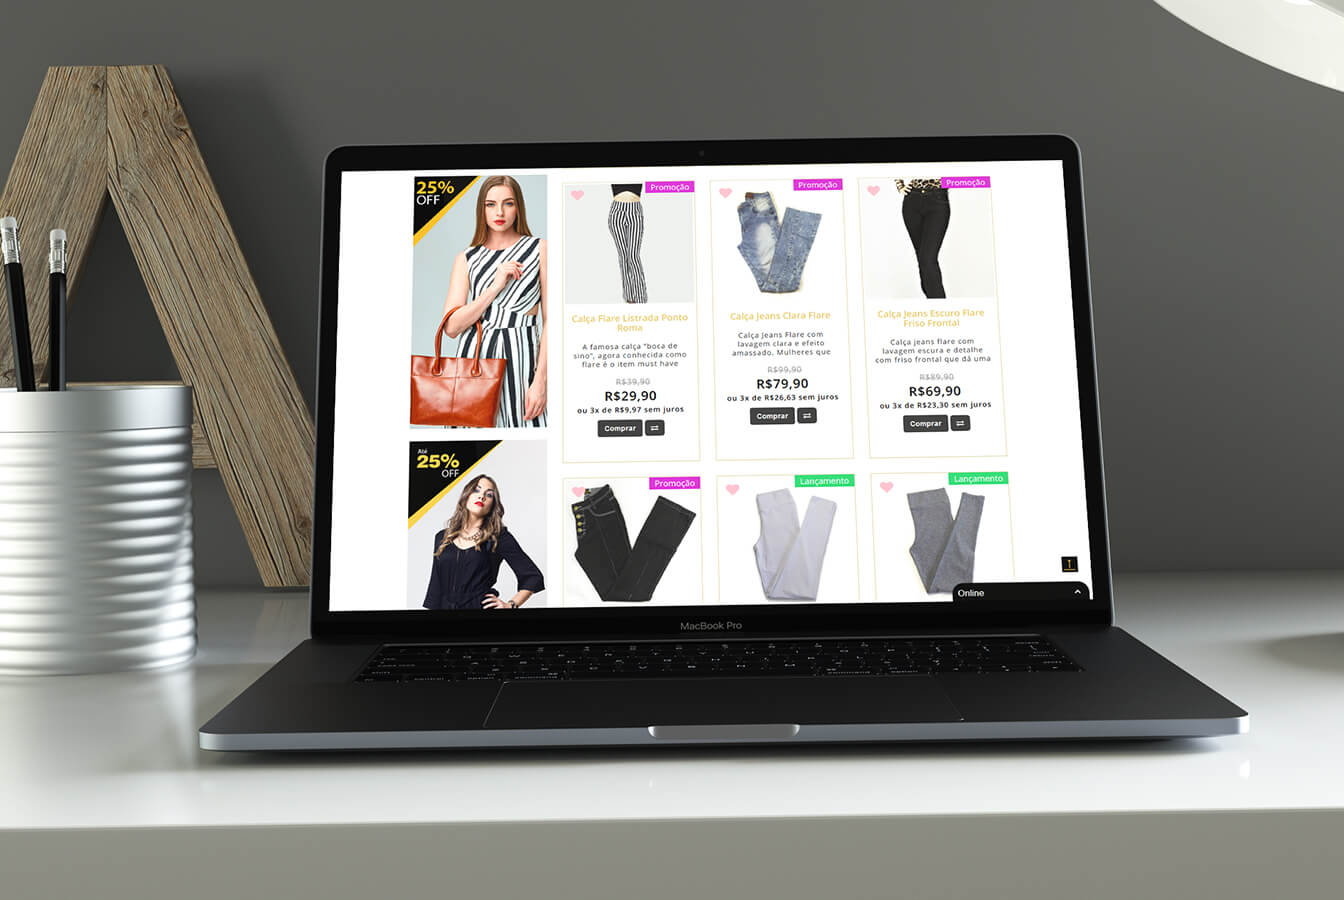 25%
OFF
Promoção
Calça Flare Listrada Ponto
Roma
A famosa calça "boca de
sino", agora conhecida como
flare é o item must have
R$39,90
R$29,90
ou 3x de R$9,97 sem juros
Comprar
Promoção
Calça Jeans Clara Flare
Calça Jeans Flare com
lavagem clara e efeito
amassado. Mulheres que
R$99,90
R$79,90
ou 3x de R$26,63 sem juros
Comprar
Promoção
Calça Jeans Escuro Flare
Friso Frontal
Calça jeans flare com
lavagem escura e detalhe
com friso frontal que dá uma
R$89,90
R$69,90
ou 3x de R$23,30 sem juros
Comprar
Até
25%
OFF
Promoção
Lançamento
Lançamento
Online
MacBook Pro